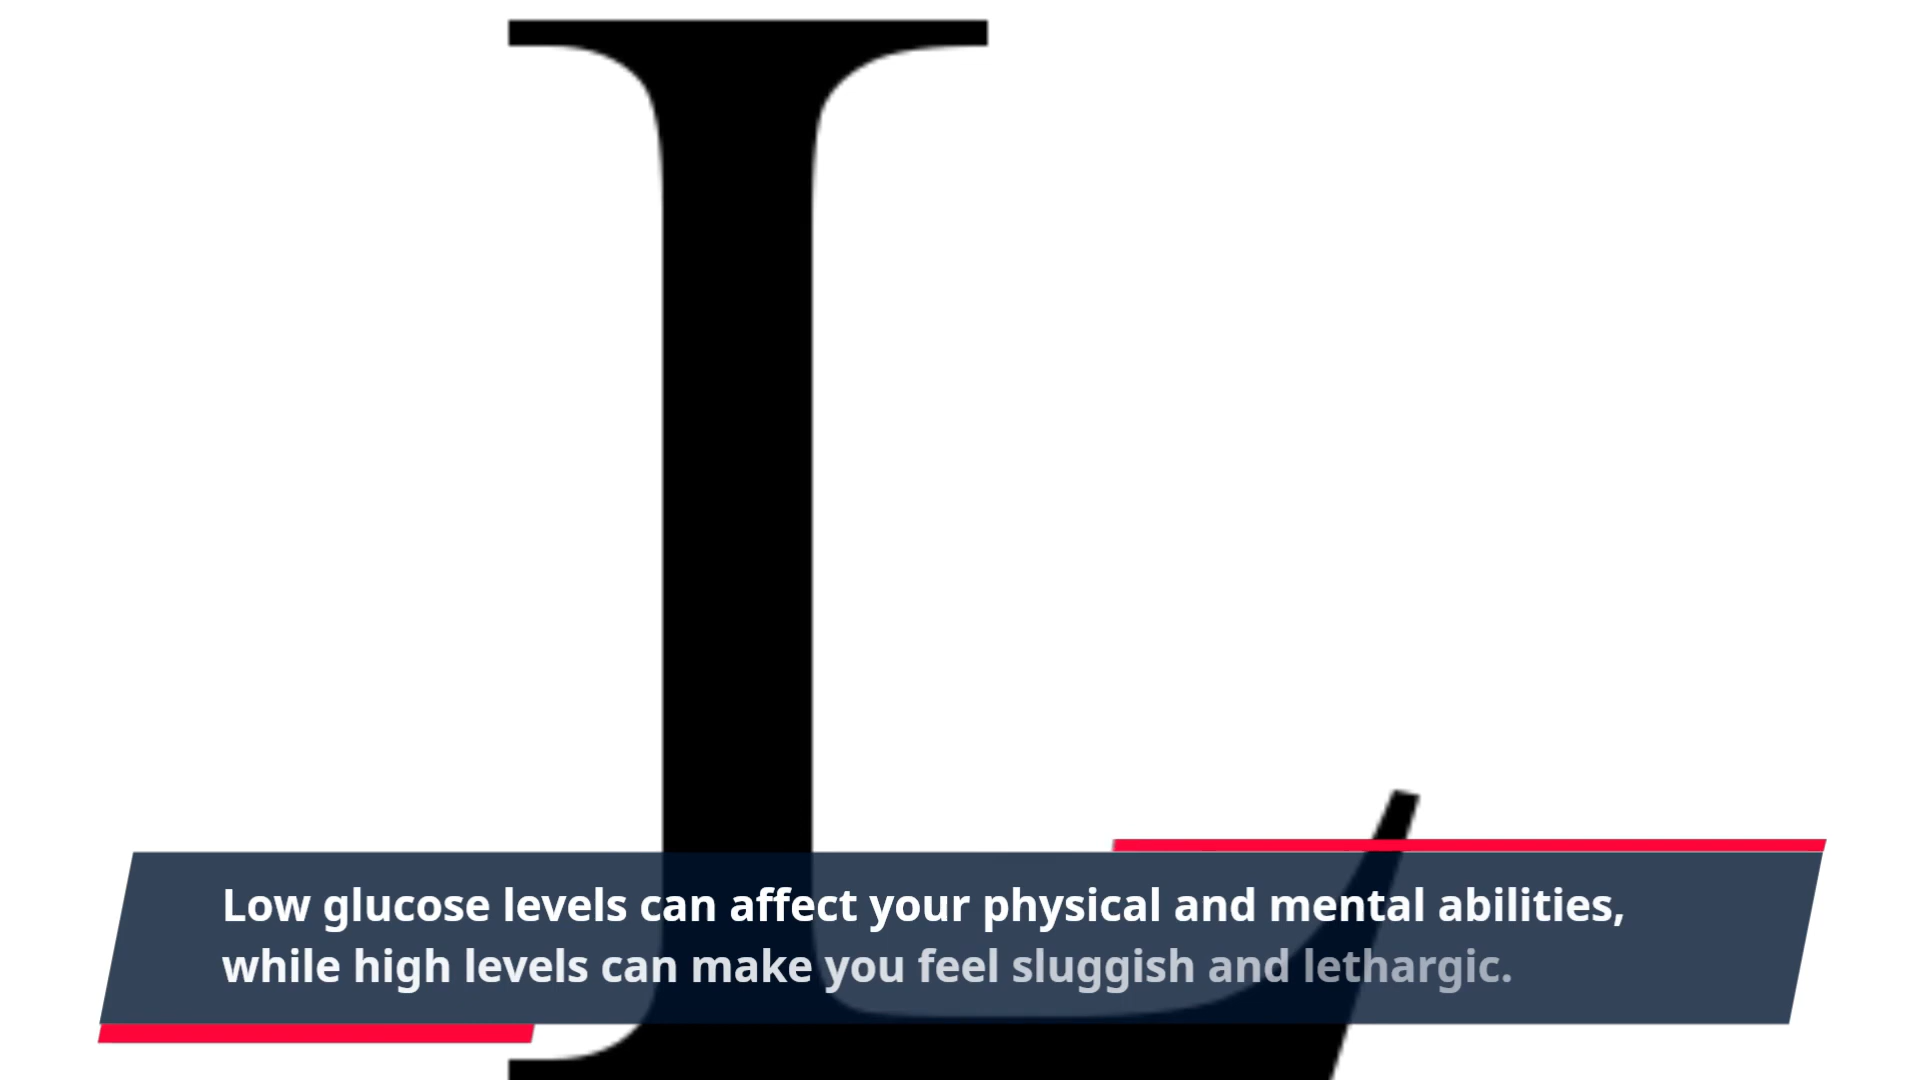 L
Low glucose levels can affect your physical and mental abilities,
while high levels can make you feel sluggish and lethargic.